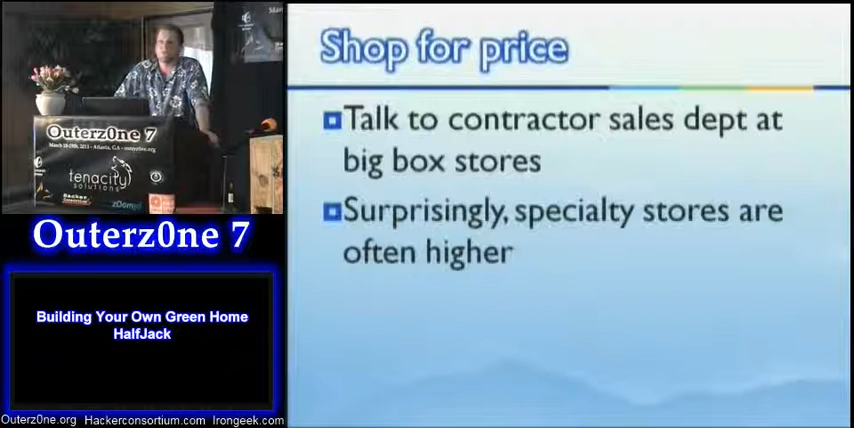 Shop for price
Talk to contractor sales dept at
big box stores
Surprisingly, specialty stores are
often higher
Outerz0ne 7
tenacity
solutions
Outerz0ne 7
Building Your Own Green Home
HalfJack
Outerz0ne.org Hackerconsortium.com Irongeek.com